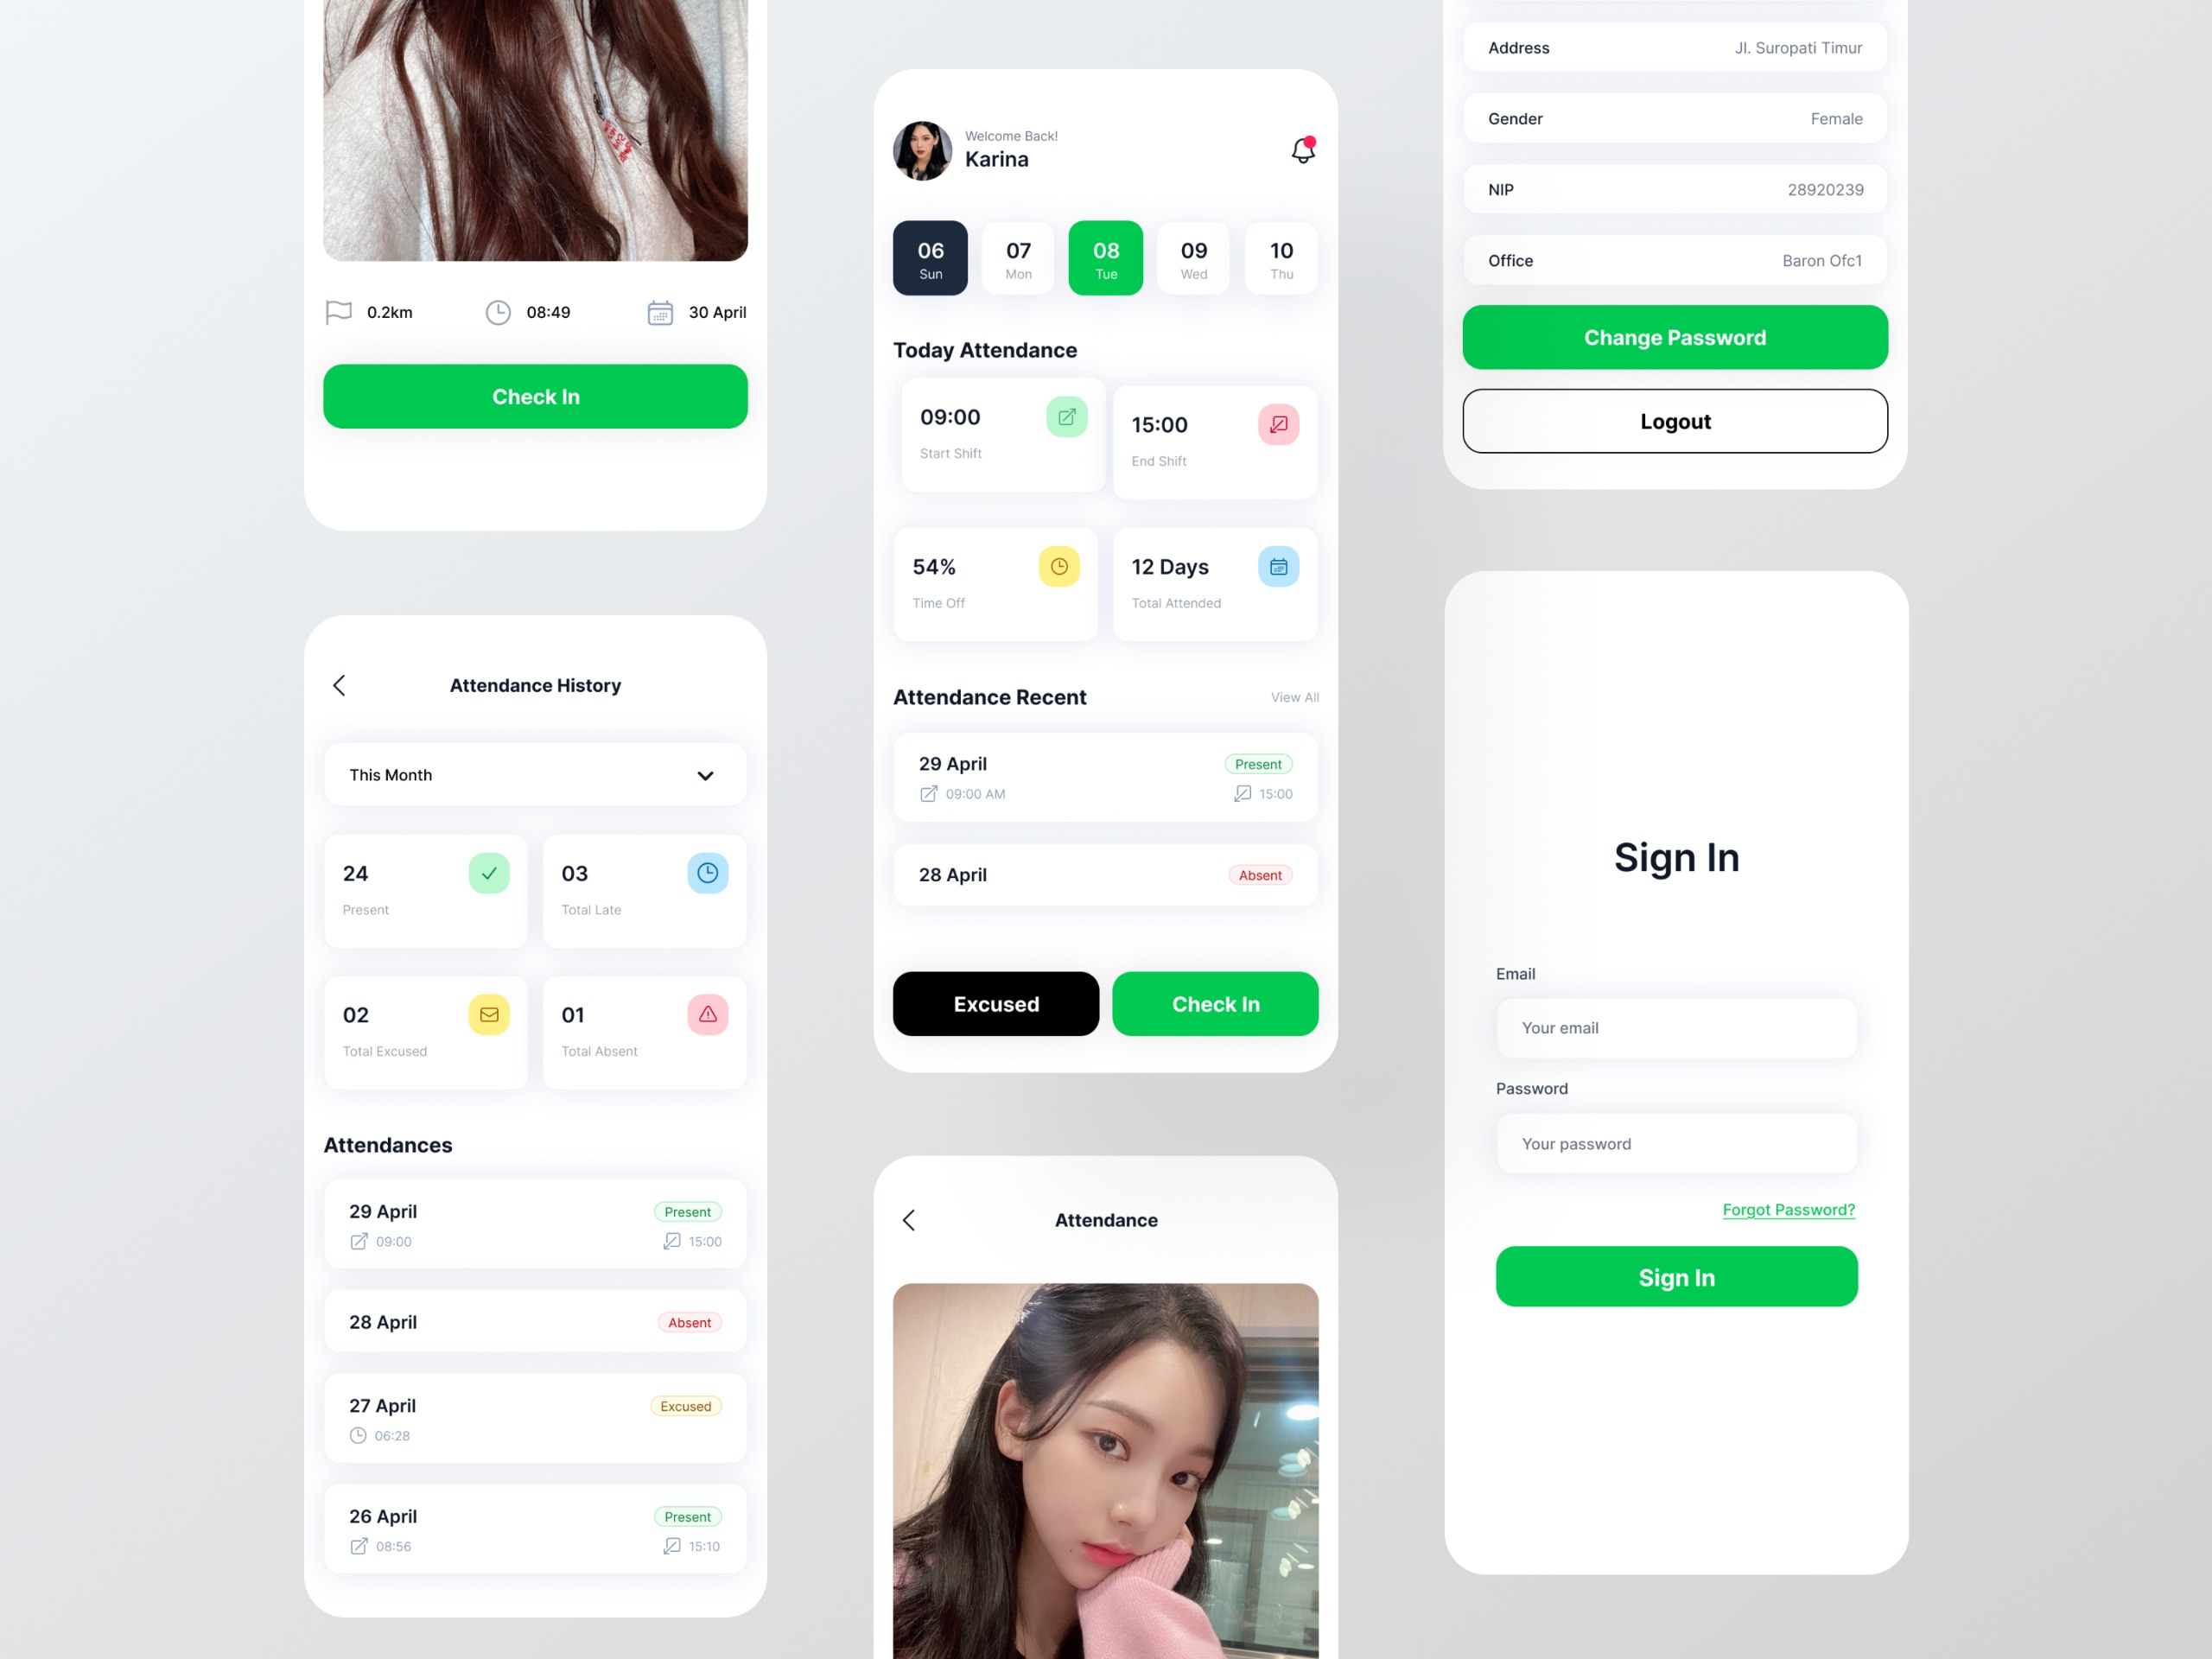 0.2km
08:49
30 April
Check In
Attendance History
This Month
24
Present
03
Total Late
02
Total Excused
01
Total Absent
Attendances
29 April
Present
09:00
15:00
28 April
Absent
27 April
Excused
06:28
26 April
Present
08:56
15:10
Welcome Back!
Karina
06
Sun
07
Mon
08
Tue
09
Wed
10
Thu
Today Attendance
09:00
Start Shift
15:00
End Shift
54%
Time Off
12 Days
Total Attended
Attendance Recent
View All
29 April
Present
09:00 AM
15:00
28 April
Absent
Excused
Check In
Attendance
Address
Jl. Suropati Timur
Gender
Female
NIP
28920239
Office
Baron Ofc1
Change Password
Logout
Sign In
Email
Your email
Password
Your password
Forgot Password?
Sign In